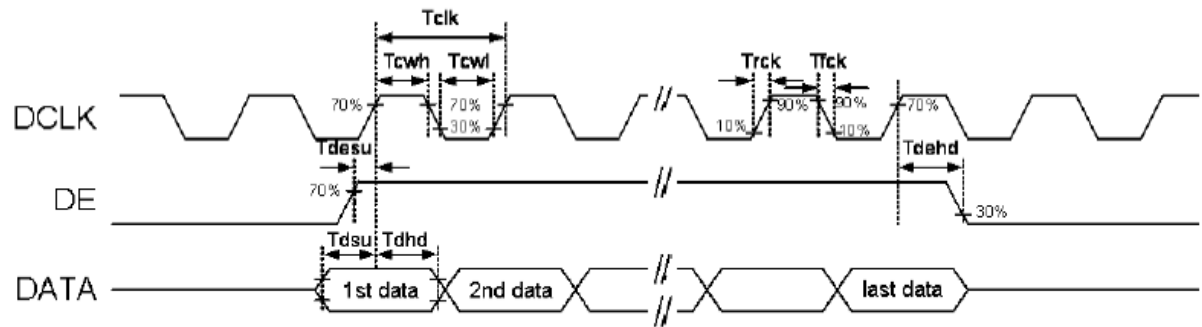 Tclk
Tcwh Tcwl Trck Tfck
DCLK 70% 70% 30% 10% 90% 90% 10% 70%
Tdesu Tdehd
DE 70% 30%
Tdsu Tdhd
DATA 1st data 2nd data last data